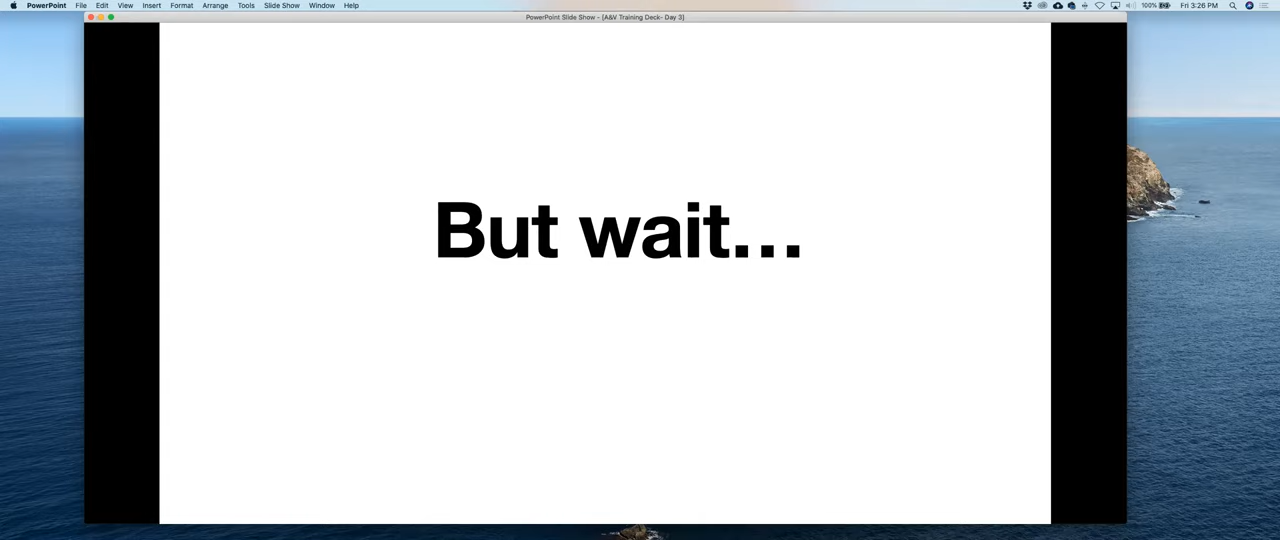 PowerPoint File Edit View Insert Format Arrange Tools Slide Show Window Help 100% Fri 3:26 PM
PowerPoint Slide Show - [A&V Training Deck- Day 3]
But wait...